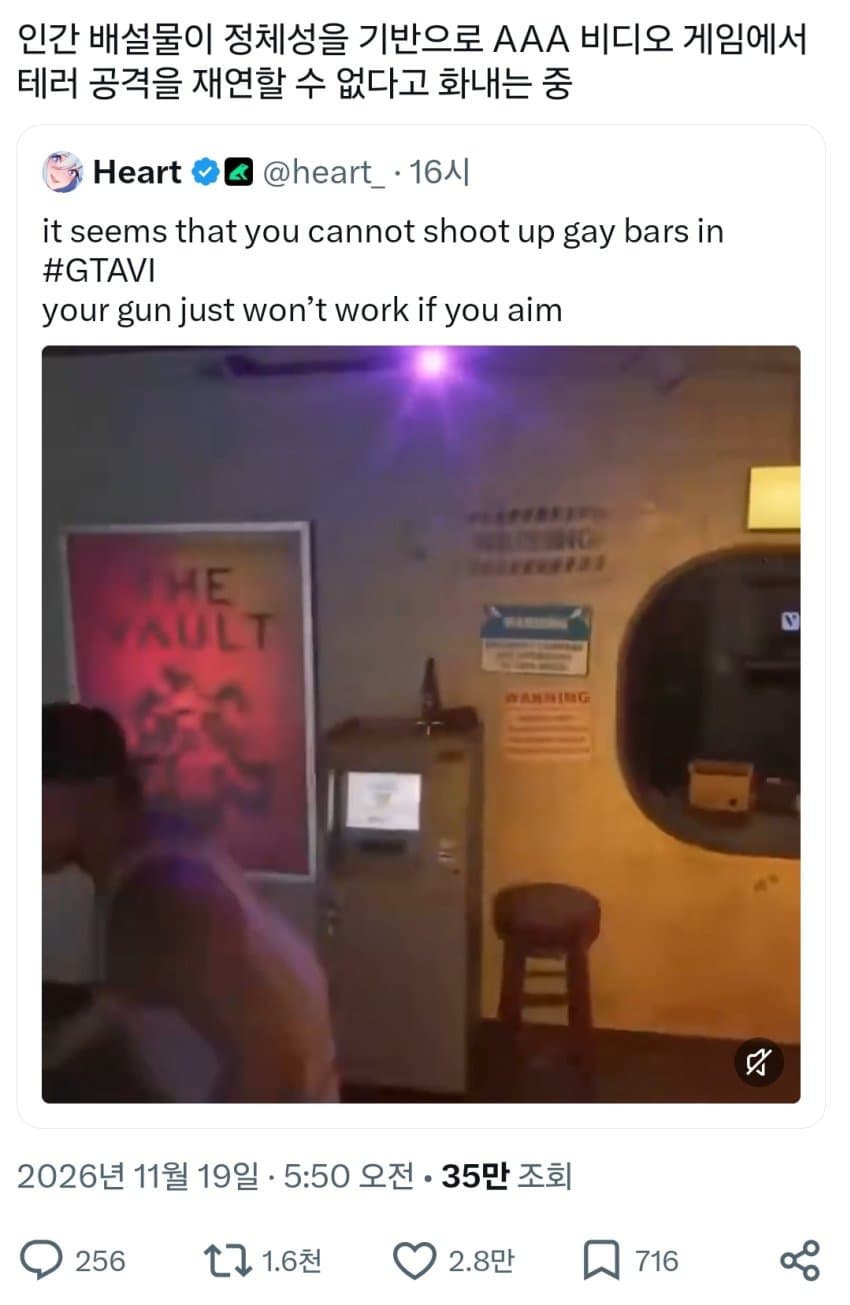 인간 배설물이 정체성을 기반으로 AAA 비디오 게임에서
테러 공격을 재연할 수 없다고 화내는 중
Heart @heart_ · 16시
it seems that you cannot shoot up gay bars in
#GTAVI
your gun just won’t work if you aim
THE
VAULT
WARNING
WARNING
WARNING
2026년 11월 19일 · 5:50 오전 · 35만 조회
256 1.6천 2.8만 716